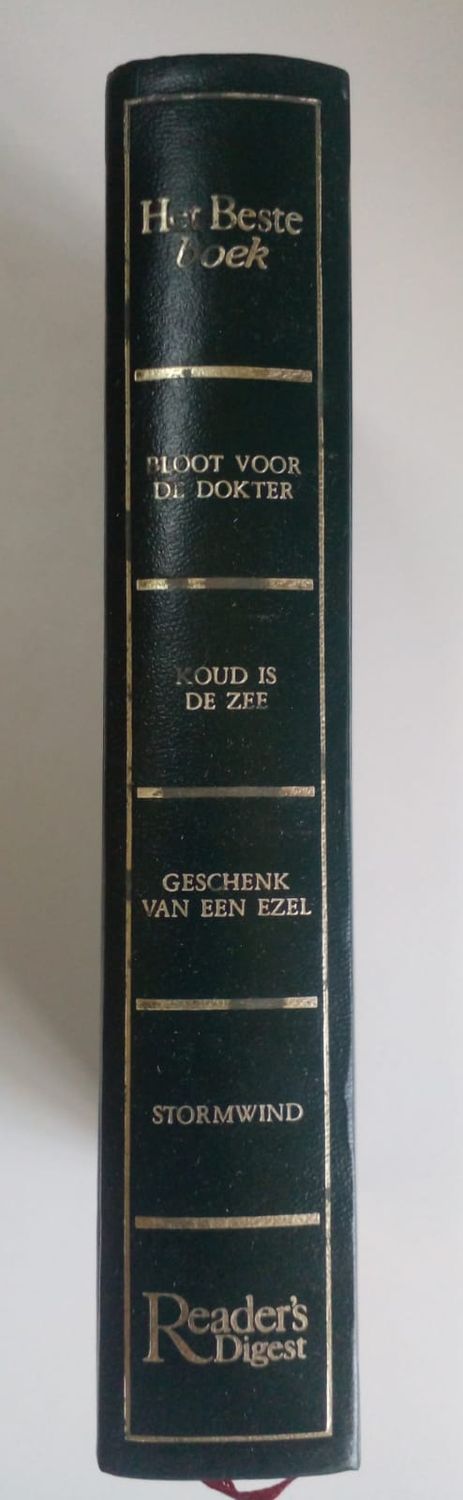 Het Beste
boek
BLOOT VOOR
DE DOKTER
KOUD IS
DE ZEE
GESCHENK
VAN EEN EZEL
STORMWIND
Reader's
Digest